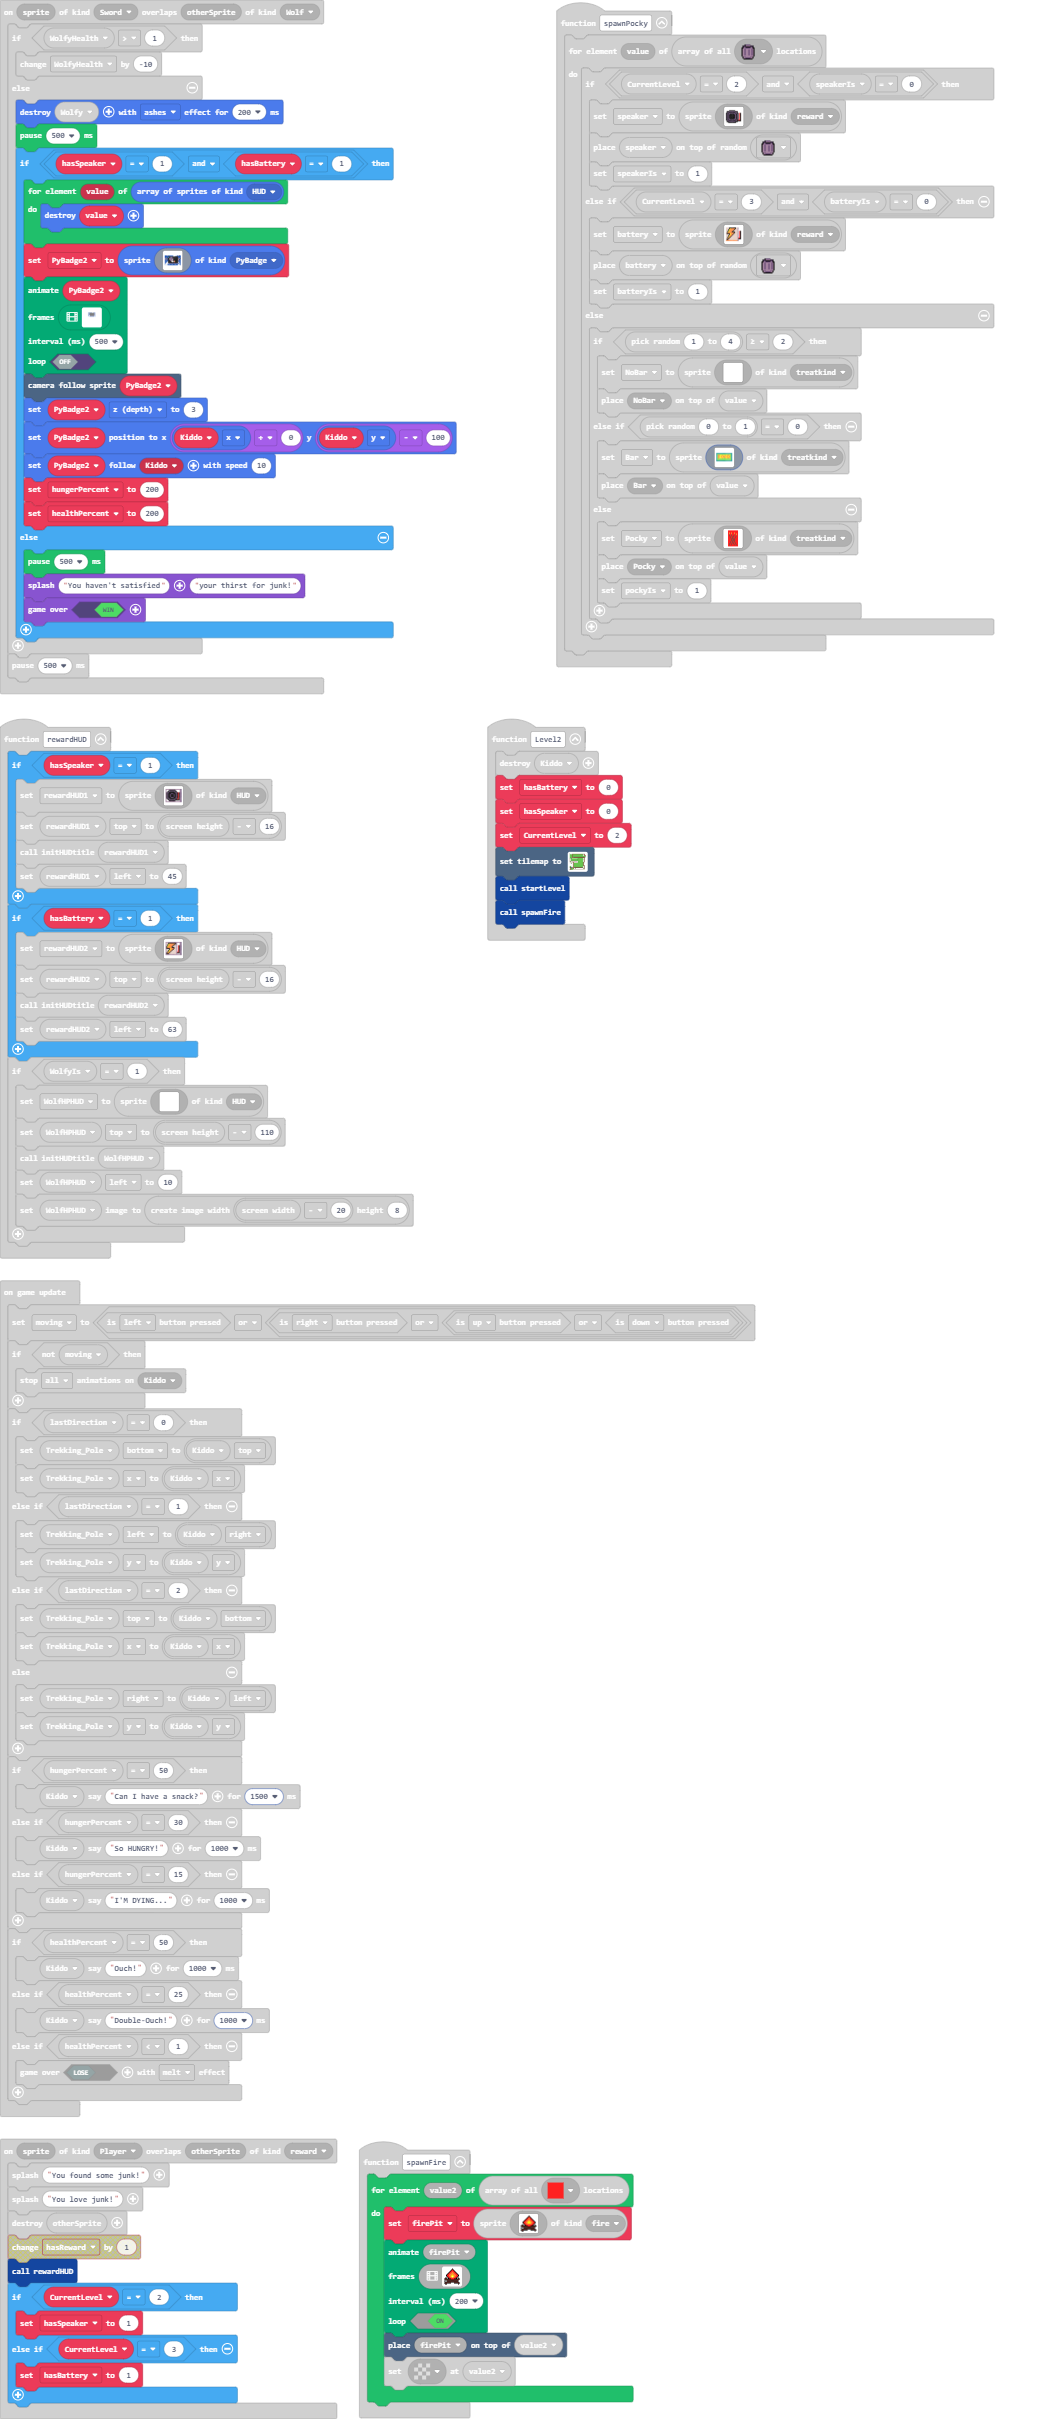 on sprite of kind Sword overlaps otherSprite of kind Wolf
if WolfyHealth > 1 then
change WolfyHealth by -10
else
destroy Wolfy with ashes effect for 200 ms
pause 500 ms
if hasSpeaker = 1 and hasBattery = 1 then
for element value of array of sprites of kind HUD
do destroy value
set PyBadge2 to sprite of kind PyBadge
animate PyBadge2
frames
interval (ms) 500
loop OFF
camera follow sprite PyBadge2
set PyBadge2 z (depth) to 3
set PyBadge2 position to x Kiddo x + 0 y Kiddo y - 100
set PyBadge2 follow Kiddo with speed 10
set hungerPercent to 200
set healthPercent to 200
else
pause 500 ms
splash "You haven't satisfied" "your thirst for junk!"
game over WIN
pause 500 ms
function spawnPocky
for element value of array of all locations
do if CurrentLevel = 2 and speakerIs = 0 then
set speaker to sprite of kind reward
place speaker on top of random
set speakerIs to 1
else if CurrentLevel = 3 and batteryIs = 0 then
set battery to sprite of kind reward
place battery on top of random
set batteryIs to 1
else
if pick random 1 to 4 ≥ 2 then
set NoBar to sprite of kind treatkind
place NoBar on top of value
else if pick random 0 to 1 = 0 then
set Bar to sprite of kind treatkind
place Bar on top of value
else
set Pocky to sprite of kind treatkind
place Pocky on top of value
set pockyIs to 1
function rewardHUD
if hasSpeaker = 1 then
set rewardHUD1 to sprite of kind HUD
set rewardHUD1 top to screen height - 16
call initHUDtitle rewardHUD1
set rewardHUD1 left to 45
if hasBattery = 1 then
set rewardHUD2 to sprite of kind HUD
set rewardHUD2 top to screen height - 16
call initHUDtitle rewardHUD2
set rewardHUD2 left to 63
if WolfyIs = 1 then
set WolfHPHUD to sprite of kind HUD
set WolfHPHUD top to screen height - 110
call initHUDtitle WolfHPHUD
set WolfHPHUD left to 10
set WolfHPHUD image to create image width screen width - 20 height 8
function Level2
destroy Kiddo
set hasBattery to 0
set hasSpeaker to 0
set CurrentLevel to 2
set tilemap to
call startLevel
call spawnFire
on game update
set moving to is left button pressed or is right button pressed or is up button pressed or is down button pressed
if not moving then
stop all animations on Kiddo
if lastDirection = 0 then
set Trekking_Pole bottom to Kiddo top
set Trekking_Pole x to Kiddo x
else if lastDirection = 1 then
set Trekking_Pole left to Kiddo right
set Trekking_Pole y to Kiddo y
else if lastDirection = 2 then
set Trekking_Pole top to Kiddo bottom
set Trekking_Pole x to Kiddo x
else
set Trekking_Pole right to Kiddo left
set Trekking_Pole y to Kiddo y
if hungerPercent = 50 then
Kiddo say "Can I have a snack?" for 1500 ms
else if hungerPercent = 30 then
Kiddo say "So HUNGRY!" for 1000 ms
else if hungerPercent = 15 then
Kiddo say "I'M DYING..." for 1000 ms
if healthPercent = 50 then
Kiddo say "Ouch!" for 1000 ms
else if healthPercent = 25 then
Kiddo say "Double-Ouch!" for 1000 ms
else if healthPercent < 1 then
game over LOSE with melt effect
on sprite of kind Player overlaps otherSprite of kind reward
splash "You found some junk!"
splash "You love junk!"
destroy otherSprite
change hasReward by 1
call rewardHUD
if CurrentLevel = 2 then
set hasSpeaker to 1
else if CurrentLevel = 3 then
set hasBattery to 1
function spawnFire
for element value2 of array of all locations
do set firePit to sprite of kind fire
animate firePit
frames
interval (ms) 200
loop ON
place firePit on top of value2
set at value2